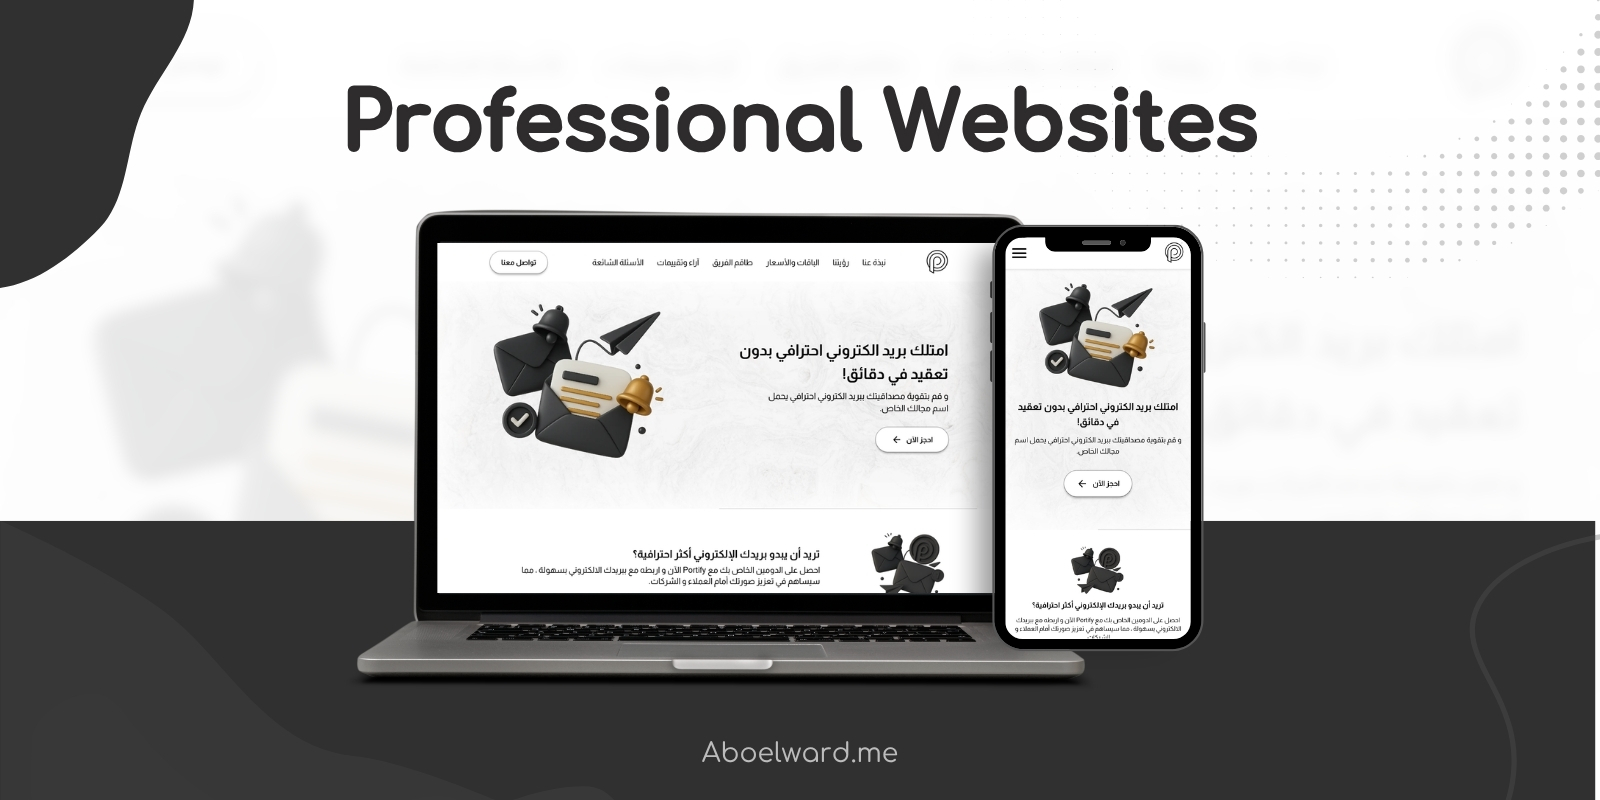 Professional Websites
نبذة عنا
رؤيتنا
الباقات والأسعار
طاقم الفريق
آراء وتقييمات
الأسئلة الشائعة
تواصل معنا
امتلك بريد الكتروني احترافي بدون
تعقيد في دقائق!
و قم بتقوية مصداقيتك ببريد الكتروني احترافي يحمل
اسم مجالك الخاص.
احجز الآن
تريد أن يبدو بريدك الإلكتروني أكثر احترافية؟
احصل على الدومين الخاص بك مع Portify الآن و اربطه مع بيريدك الالكتروني بسهولة ، مما
سيساهم في تعزيز صورتك أمام العملاء و الشركات.
امتلك بريد الكتروني احترافي بدون تعقيد
في دقائق!
و قم بتقوية مصداقيتك ببريد الكتروني احترافي يحمل اسم
مجالك الخاص.
احجز الآن
تريد أن يبدو بريدك الإلكتروني أكثر احترافية؟
احصل على الدومين الخاص بك مع Portify الآن و اربطه مع بيريدك
الالكتروني بسهولة ، مما سيساهم في تعزيز صورتك أمام العملاء و
Aboelward.me